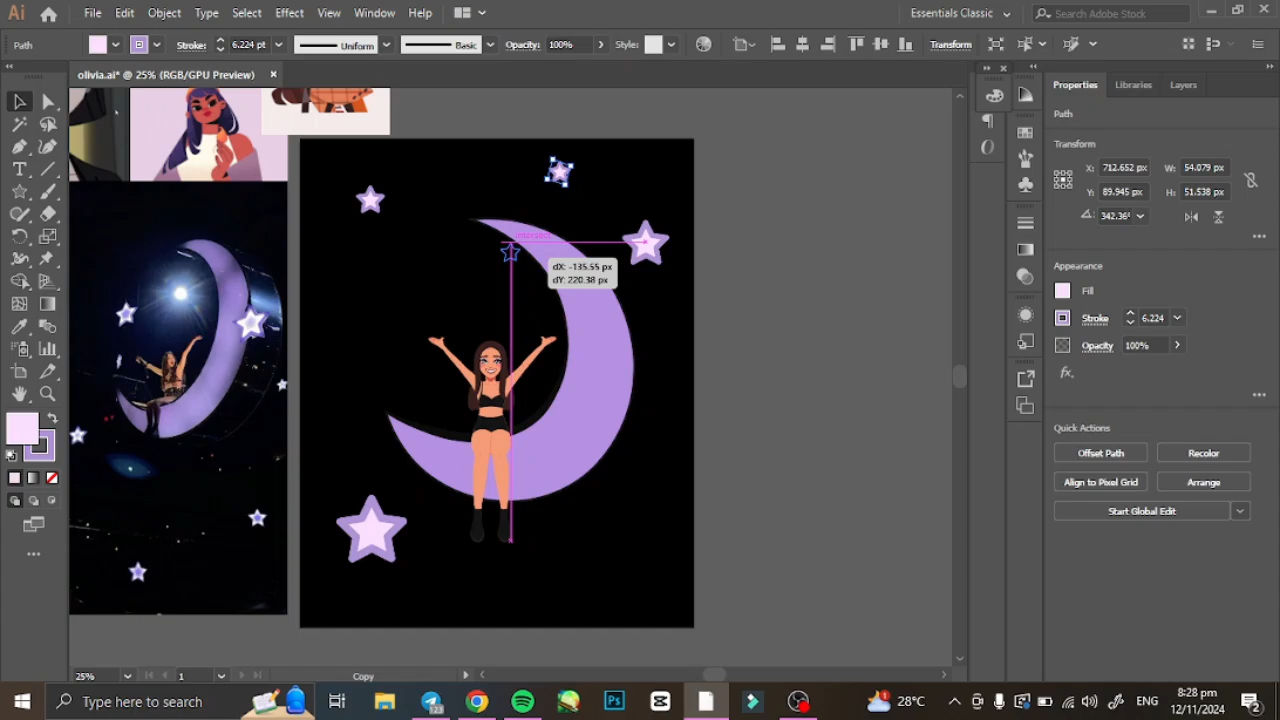 Ai File Edit Object Type Select Effect View Window Help Essentials Classic Search Adobe Stock
Path Stroke: 6.224 pt Uniform Basic Opacity: 100% Style: Transform
olivia.ai* @ 25% (RGB/GPU Preview) ×
Properties Libraries Layers
Path
Transform
X: 712.652 px W: 54.079 px
Y: 89.945 px H: 51.538 px
342.36°
intersect
dX: -135.55 px
dY: 220.38 px
Appearance
Fill
Stroke 6.224
Opacity 100%
fx.
Quick Actions
Offset Path Recolor
Align to Pixel Grid Arrange
Start Global Edit
25% 1 Copy
Type here to search 28°C ENG 8:28 pm
12/11/2024